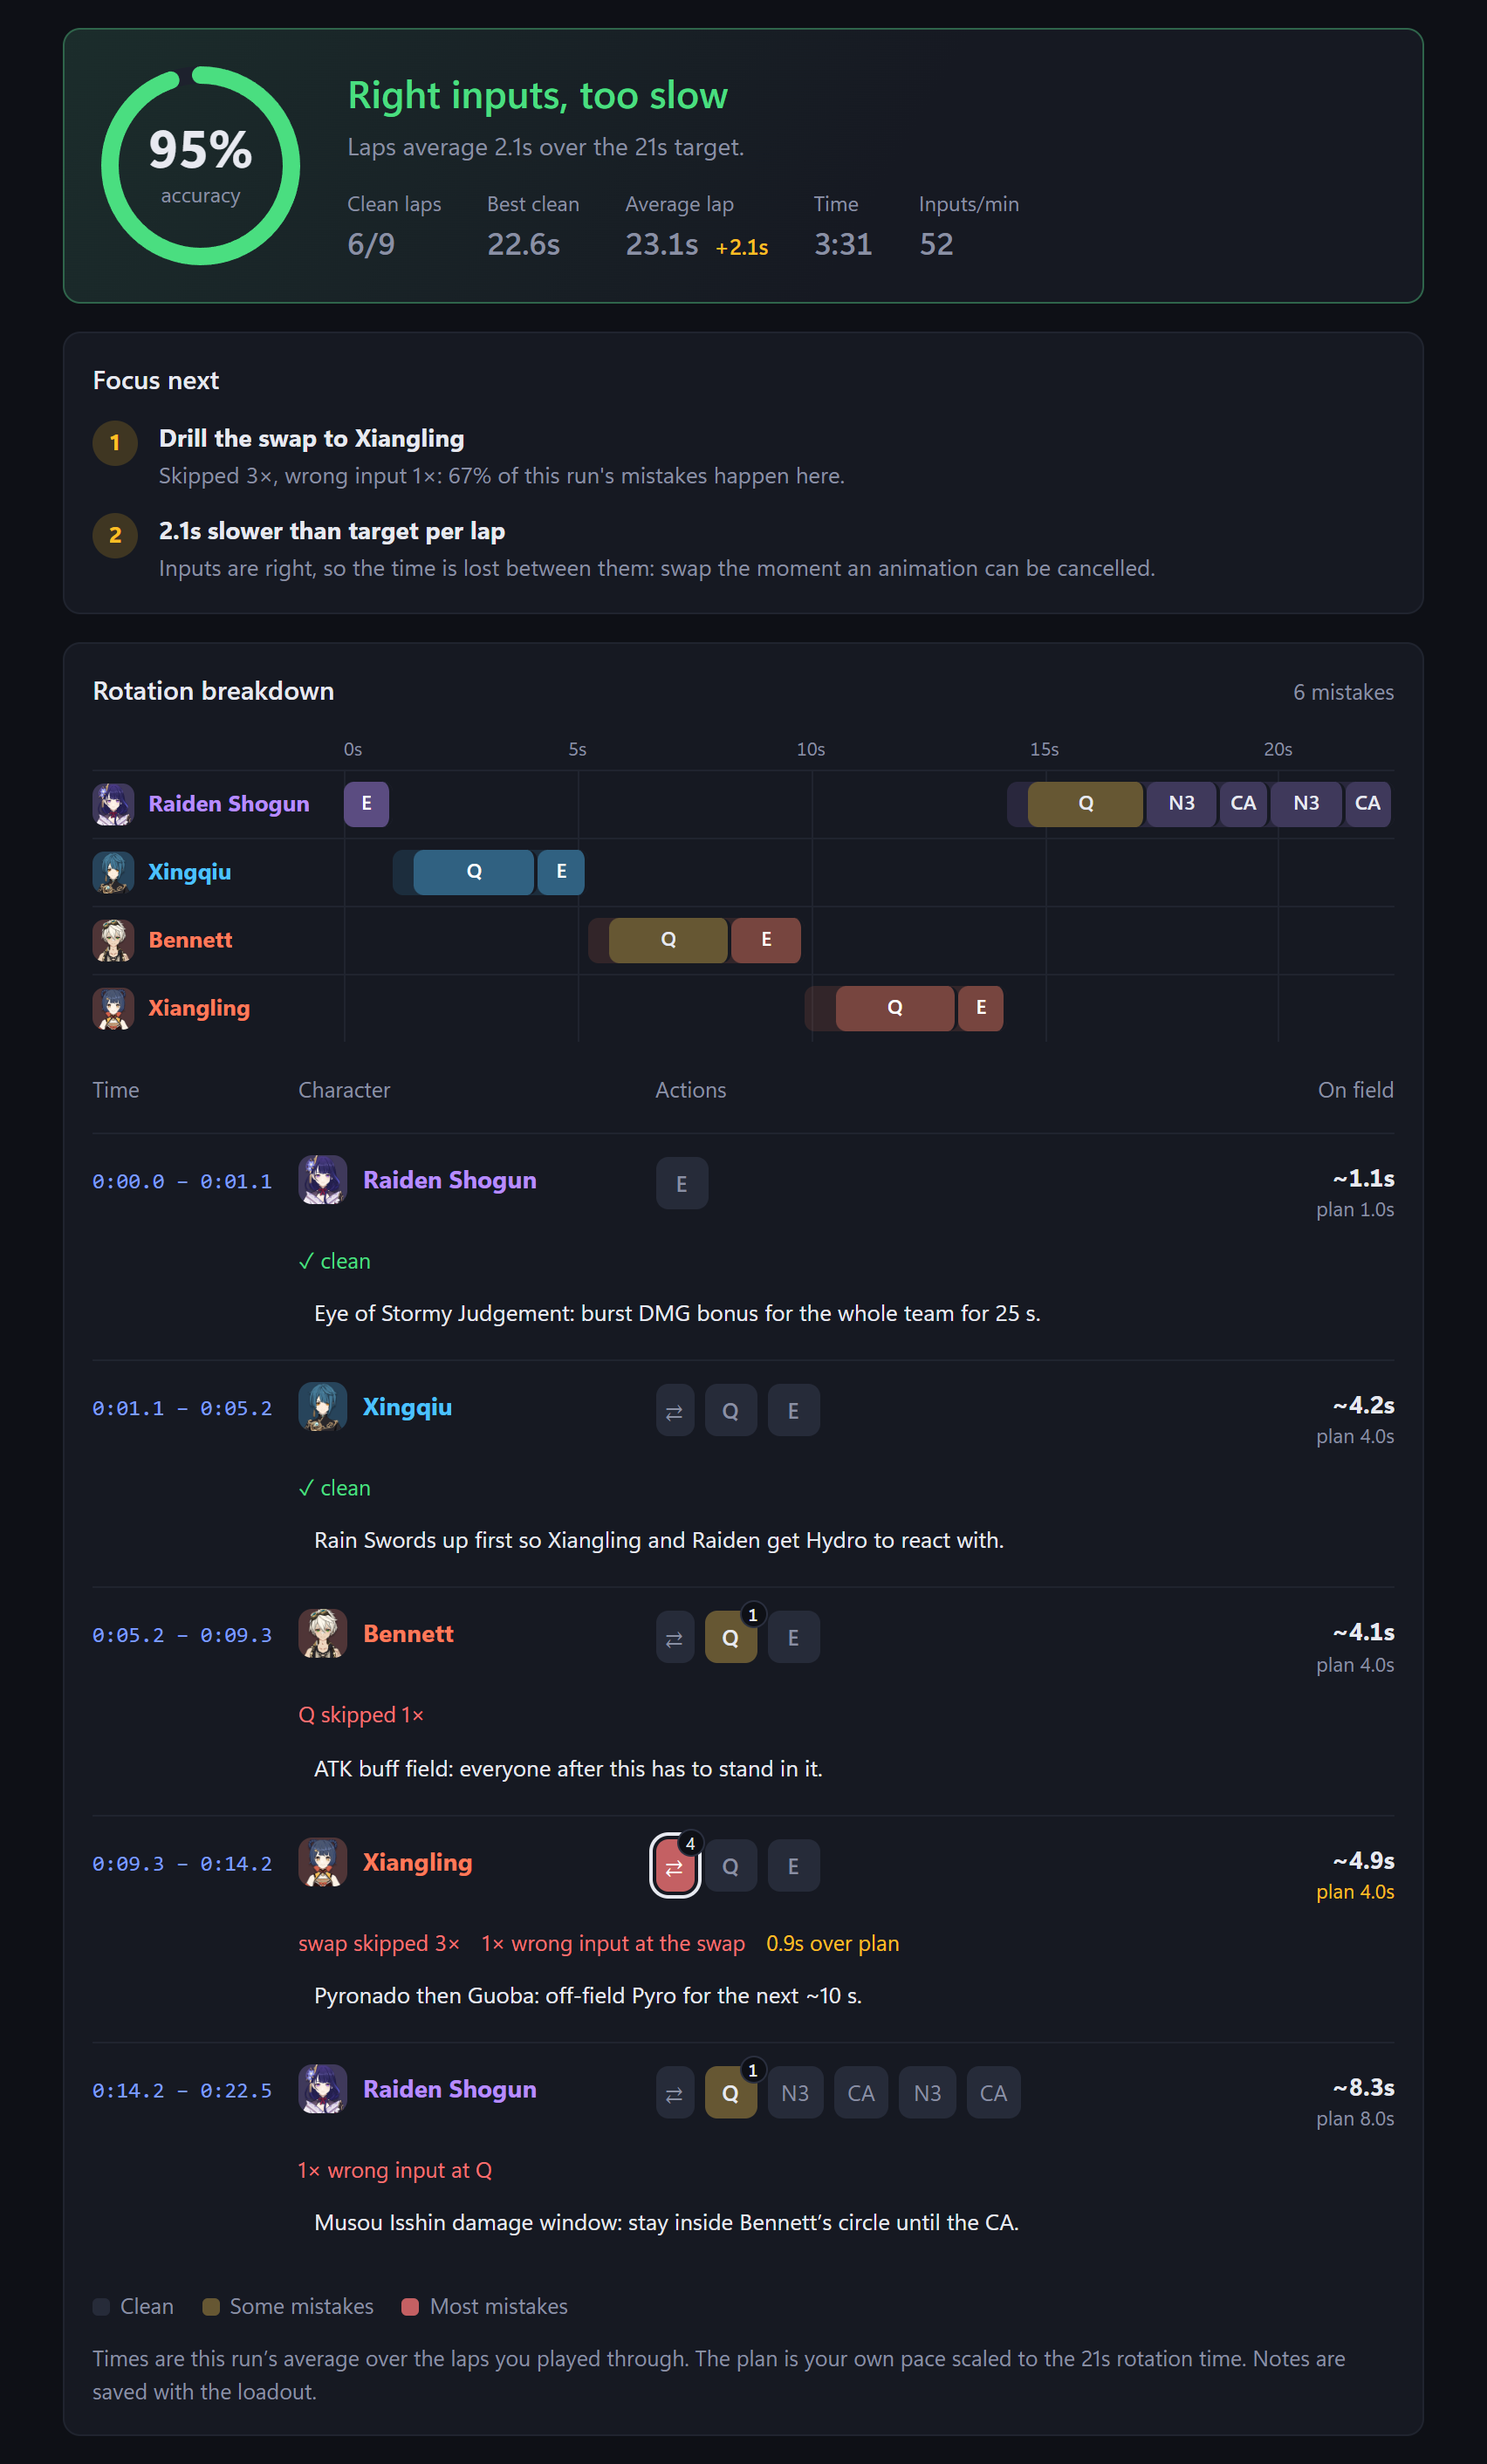 95%
accuracy
Right inputs, too slow
Laps average 2.1s over the 21s target.
Clean laps Best clean Average lap Time Inputs/min
6/9 22.6s 23.1s +2.1s 3:31 52
Focus next
1 Drill the swap to Xiangling
Skipped 3×, wrong input 1×: 67% of this run's mistakes happen here.
2 2.1s slower than target per lap
Inputs are right, so the time is lost between them: swap the moment an animation can be cancelled.
Rotation breakdown 6 mistakes
0s 5s 10s 15s 20s
Raiden Shogun E Q N3 CA N3 CA
Xingqiu Q E
Bennett Q E
Xiangling Q E
Time Character Actions On field
0:00.0 – 0:01.1 Raiden Shogun E ~1.1s
plan 1.0s
✓ clean
Eye of Stormy Judgement: burst DMG bonus for the whole team for 25 s.
0:01.1 – 0:05.2 Xingqiu ⇄ Q E ~4.2s
plan 4.0s
✓ clean
Rain Swords up first so Xiangling and Raiden get Hydro to react with.
0:05.2 – 0:09.3 Bennett ⇄ Q 1 E ~4.1s
plan 4.0s
Q skipped 1×
ATK buff field: everyone after this has to stand in it.
0:09.3 – 0:14.2 Xiangling ⇄ 4 Q E ~4.9s
plan 4.0s
swap skipped 3× 1× wrong input at the swap 0.9s over plan
Pyronado then Guoba: off-field Pyro for the next ~10 s.
0:14.2 – 0:22.5 Raiden Shogun ⇄ Q 1 N3 CA N3 CA ~8.3s
plan 8.0s
1× wrong input at Q
Musou Isshin damage window: stay inside Bennett’s circle until the CA.
Clean Some mistakes Most mistakes
Times are this run’s average over the laps you played through. The plan is your own pace scaled to the 21s rotation time. Notes are
saved with the loadout.